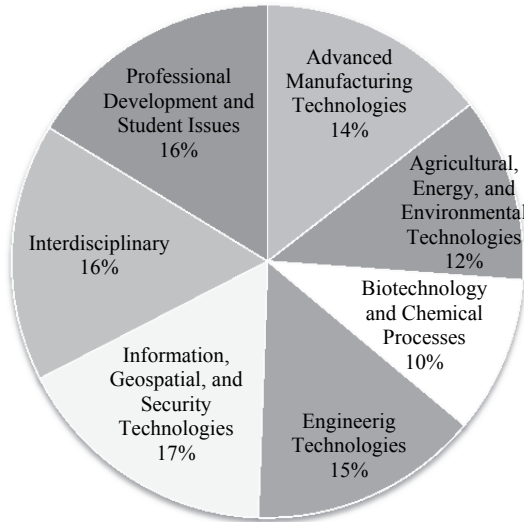 Professional
Development and
Student Issues
16%
Advanced
Manufacturing
Technologies
14%
Agricultural,
Energy, and
Environmental
Technologies
12%
Biotechnology
and Chemical
Processes
10%
Engineerig
Technologies
15%
Information,
Geospatial, and
Security
Technologies
17%
Interdisciplinary
16%